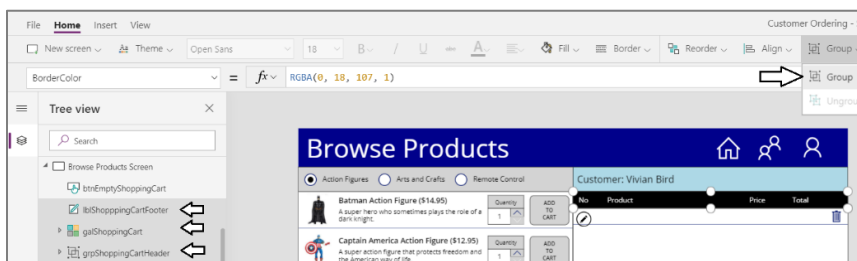 File Home Insert View Customer Ordering -
New screen Theme Open Sans 18 B / U abc A Fill Border Reorder Align Group
BorderColor = fx RGBA(0, 18, 107, 1)
Group
Ungrou
Tree view
Search
Browse Products Screen
btnEmptyShoppingCart
lblShopppingCartFooter
galShoppingCart
grpShoppingCartHeader
Browse Products
Action Figures Arts and Crafts Remote Control
Customer: Vivian Bird
No Product Price Total
Batman Action Figure ($14.95)
A super hero who sometimes plays the role of a
dark knight.
Quantity
1
ADD
TO
CART
Captain America Action Figure ($12.95)
A super action figure that protects freedom and
the American way of life.
Quantity
1
ADD
TO
CART